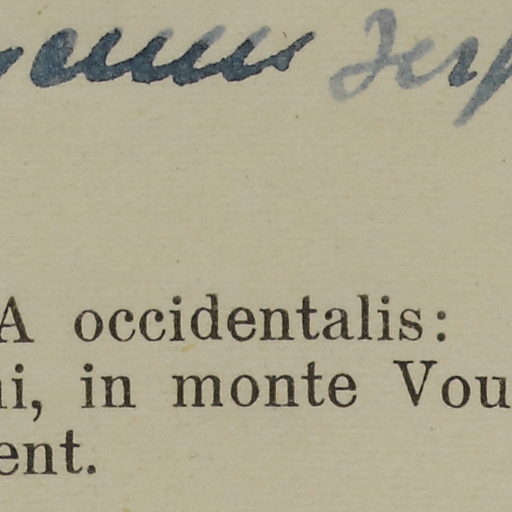 A occidentalis:
ni, in monte Vou
ent.